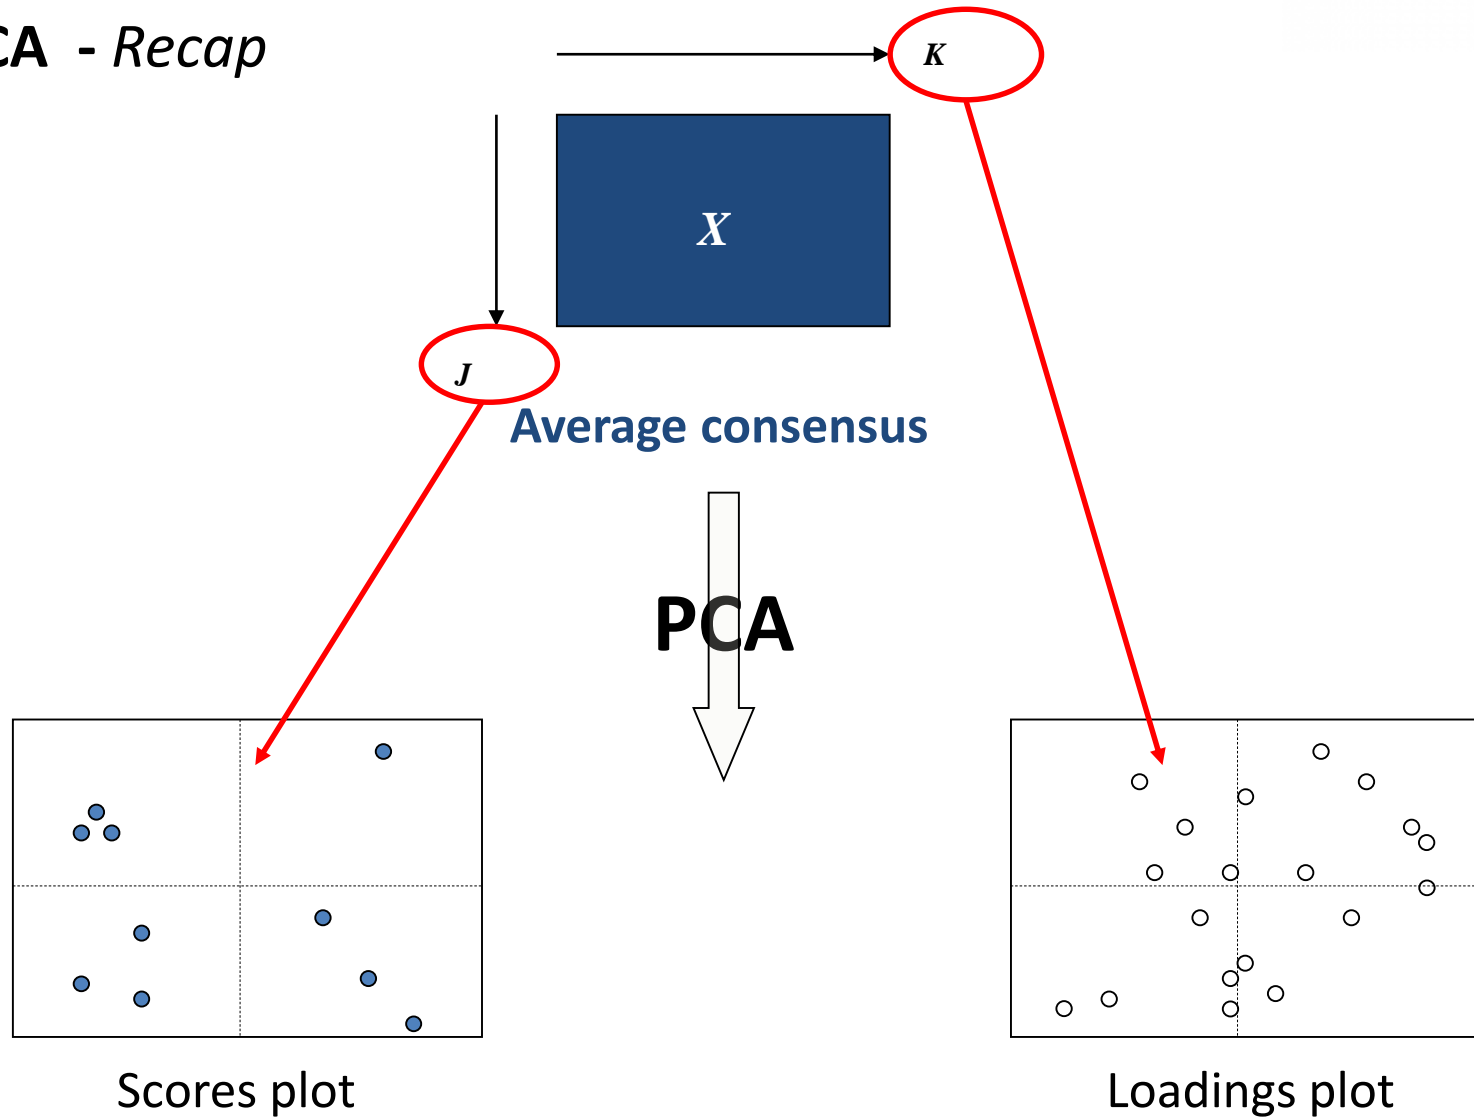 CA - Recap
K
X
J
Average consensus
PCA
Scores plot
Loadings plot